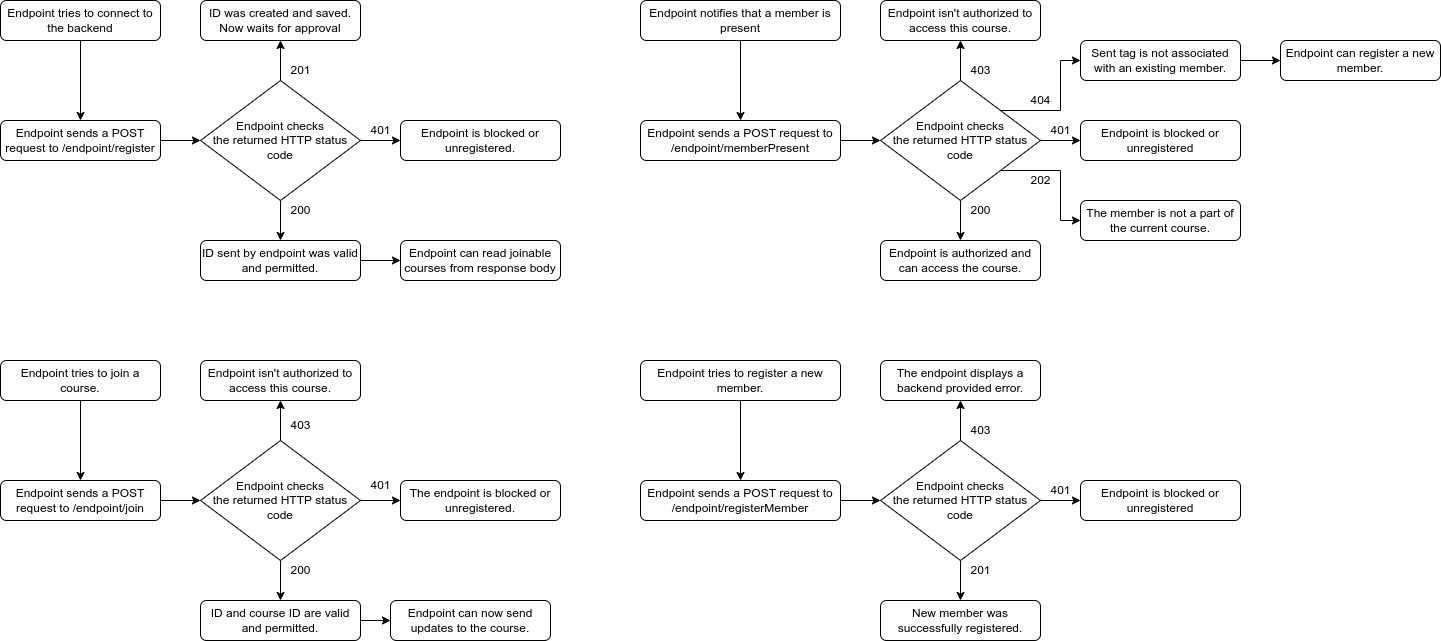 Endpoint tries to connect to
the backend
ID was created and saved.
Now waits for approval
201
Endpoint sends a POST
request to /endpoint/register
Endpoint checks
the returned HTTP status
code
401
Endpoint is blocked or
unregistered.
200
ID sent by endpoint was valid
and permitted.
Endpoint can read joinable
courses from response body
Endpoint notifies that a member is
present
Endpoint isn't authorized to
access this course.
403
Sent tag is not associated
with an existing member.
Endpoint can register a new
member.
404
Endpoint sends a POST request to
/endpoint/memberPresent
Endpoint checks
the returned HTTP status
code
401
Endpoint is blocked or
unregistered
202
The member is not a part of
the current course.
200
Endpoint is authorized and
can access the course.
Endpoint tries to join a
course.
Endpoint isn't authorized to
access this course.
403
Endpoint sends a POST
request to /endpoint/join
Endpoint checks
the returned HTTP status
code
401
The endpoint is blocked or
unregistered.
200
ID and course ID are valid
and permitted.
Endpoint can now send
updates to the course.
Endpoint tries to register a new
member.
The endpoint displays a
backend provided error.
403
Endpoint sends a POST request to
/endpoint/registerMember
Endpoint checks
the returned HTTP status
code
401
Endpoint is blocked or
unregistered
201
New member was
successfully registered.